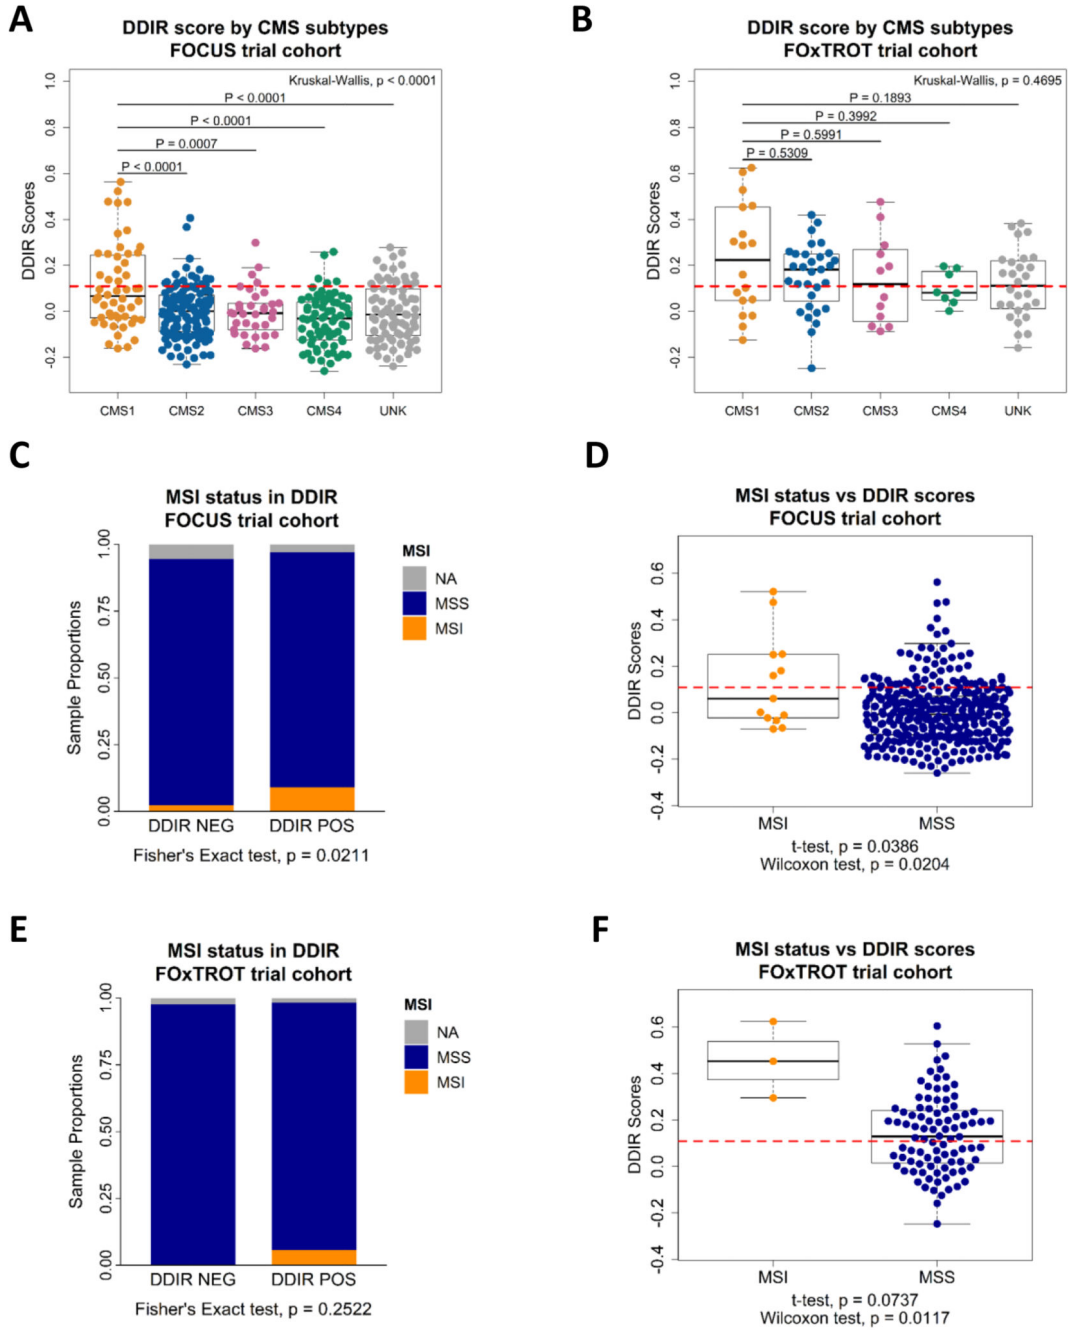 A
DDIR score by CMS subtypes
FOCUS trial cohort
Kruskal-Wallis, p < 0.0001
P < 0.0001
P < 0.0001
P = 0.0007
P < 0.0001
DDIR Scores
1.0
0.8
0.6
0.4
0.2
0.0
-0.2
CMS1 CMS2 CMS3 CMS4 UNK
B
DDIR score by CMS subtypes
FOxTROT trial cohort
Kruskal-Wallis, p = 0.4695
P = 0.1893
P = 0.3992
P = 0.5991
P = 0.5309
DDIR Scores
1.0
0.8
0.6
0.4
0.2
0.0
-0.2
CMS1 CMS2 CMS3 CMS4 UNK
C
MSI status in DDIR
FOCUS trial cohort
Sample Proportions
1.00
0.75
0.50
0.25
0.00
MSI
NA
MSS
MSI
DDIR NEG DDIR POS
Fisher's Exact test, p = 0.0211
D
MSI status vs DDIR scores
FOCUS trial cohort
DDIR Scores
0.6
0.4
0.2
0.0
-0.2
-0.4
MSI MSS
t-test, p = 0.0386
Wilcoxon test, p = 0.0204
E
MSI status in DDIR
FOxTROT trial cohort
Sample Proportions
1.00
0.75
0.50
0.25
0.00
MSI
NA
MSS
MSI
DDIR NEG DDIR POS
Fisher's Exact test, p = 0.2522
F
MSI status vs DDIR scores
FOxTROT trial cohort
DDIR Scores
0.6
0.4
0.2
0.0
-0.2
-0.4
MSI MSS
t-test, p = 0.0737
Wilcoxon test, p = 0.0117